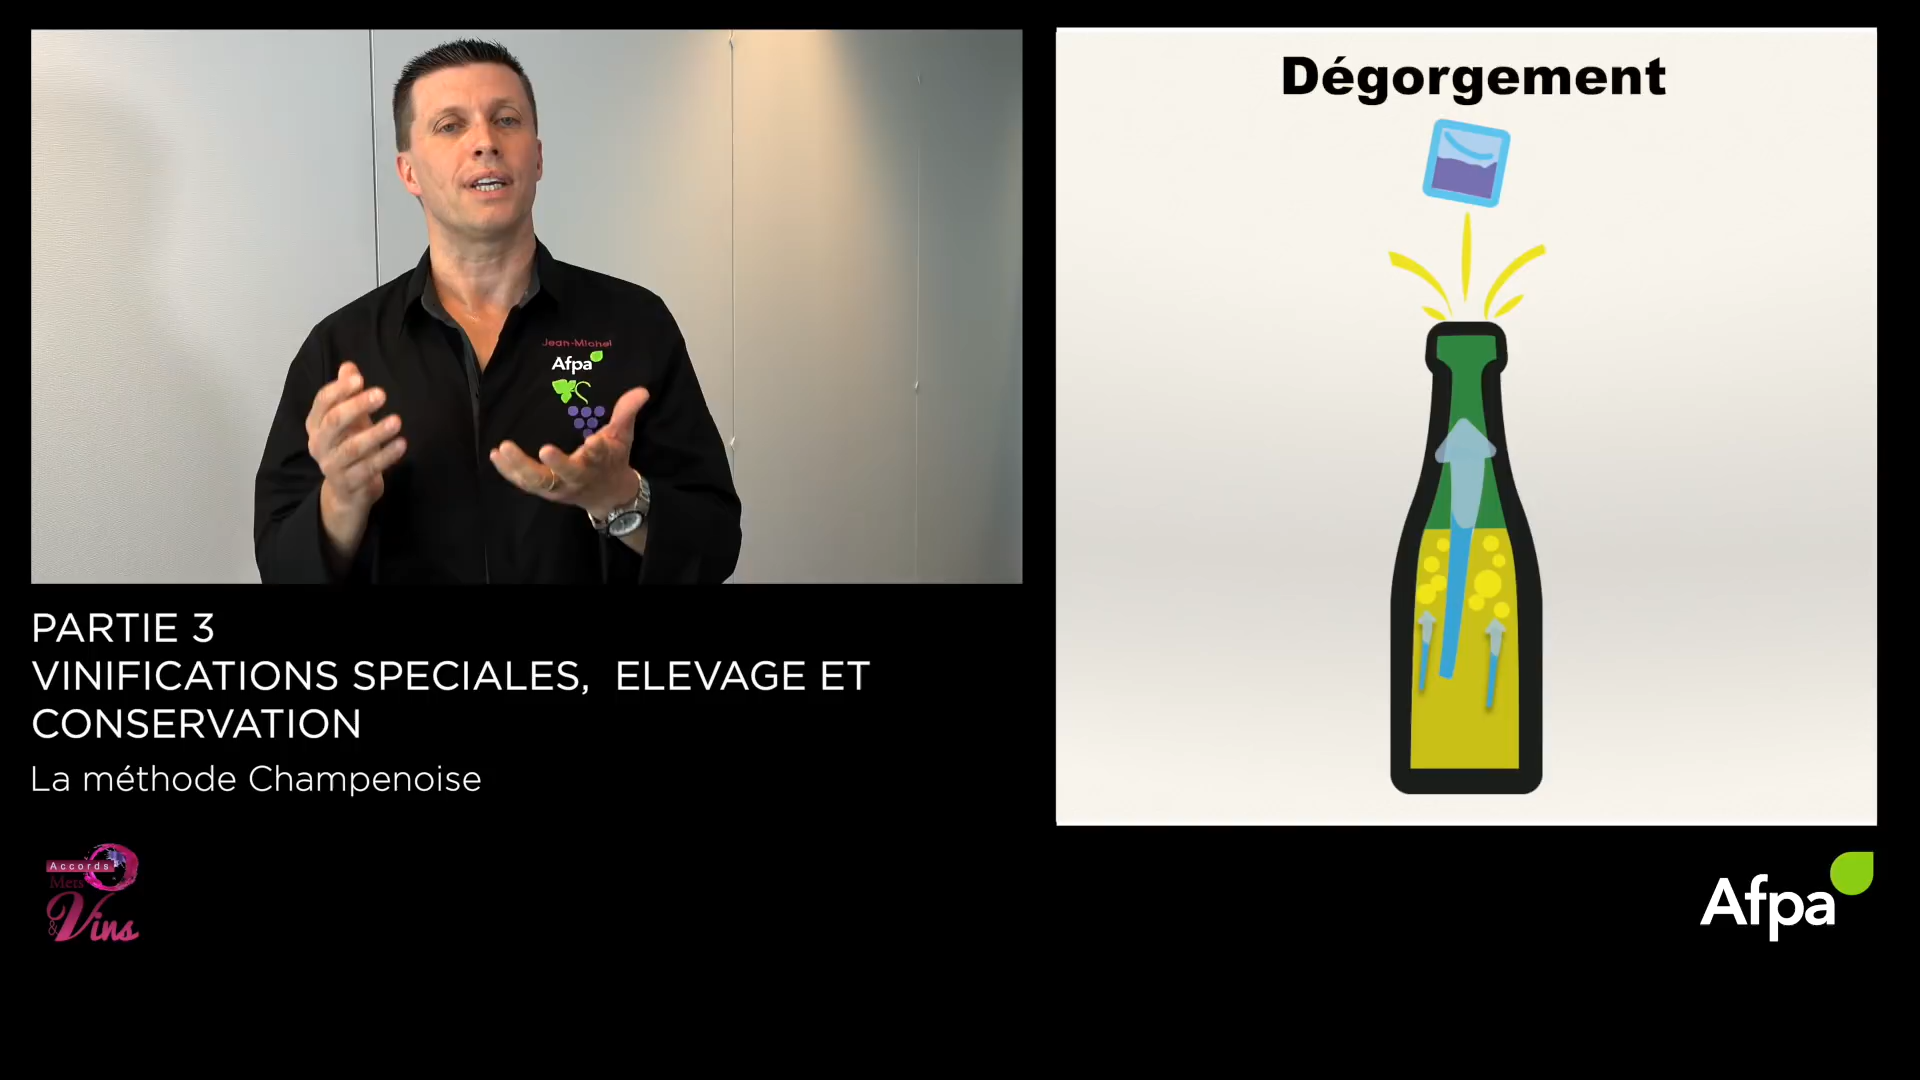 Dégorgement
Jean-Michel
Afpa
PARTIE 3
VINIFICATIONS SPECIALES, ELEVAGE ET
CONSERVATION
La méthode Champenoise
Accords
Mets
& Vins
Afpa